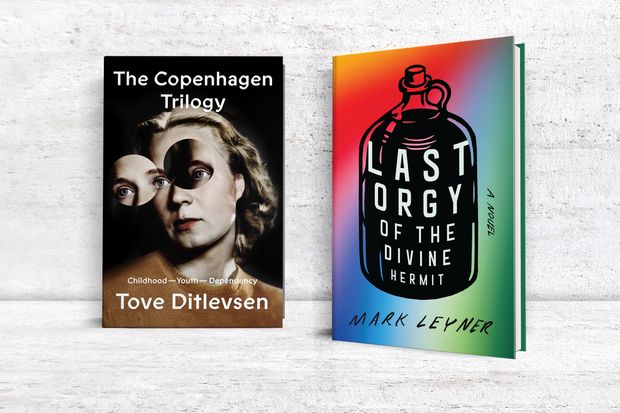 The Copenhagen
Trilogy
Childhood—Youth—Dependency
Tove Ditlevsen
LAST
ORGY
OF THE
DIVINE
HERMIT
A NOVEL
MARK LEYNER